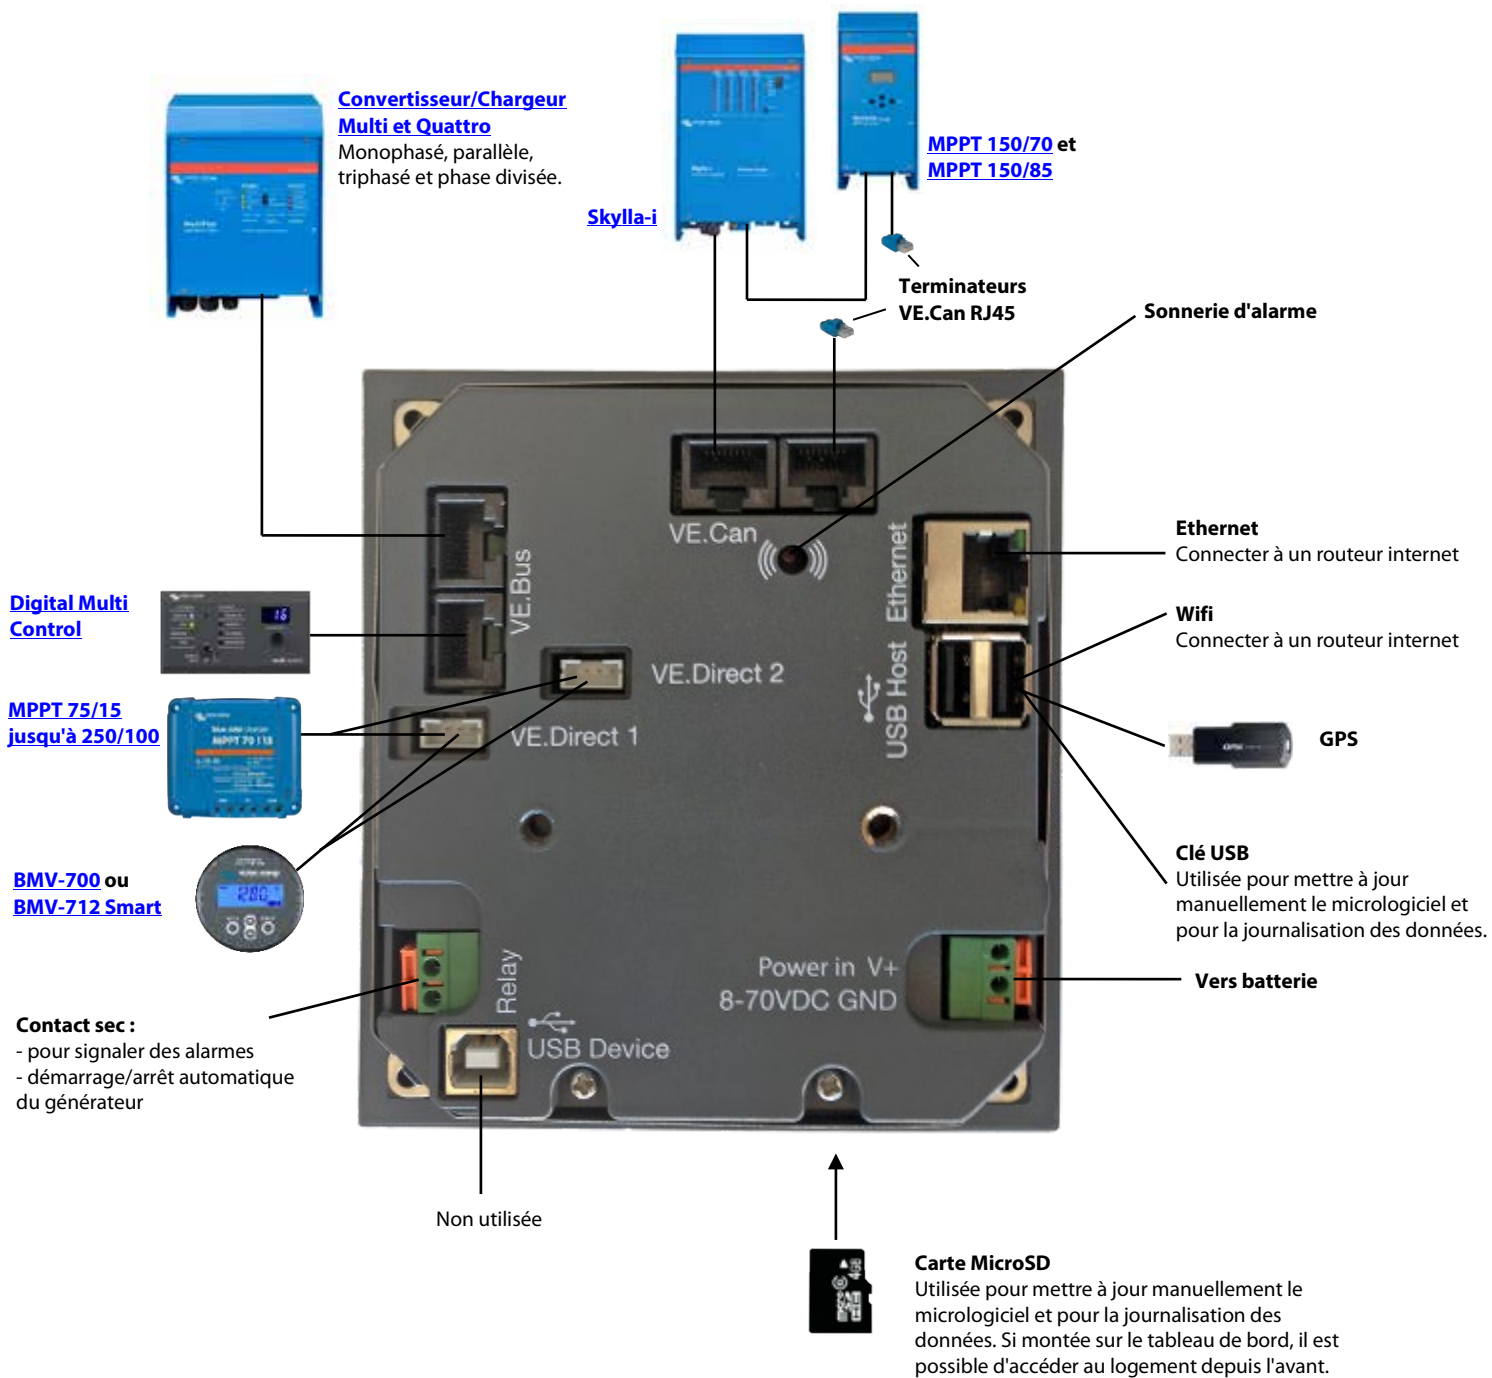 Convertisseur/Chargeur
Multi et Quattro
Monophasé, parallèle,
triphasé et phase divisée.
Skylla-i
MPPT 150/70 et
MPPT 150/85
Terminateurs
VE.Can RJ45
Sonnerie d'alarme
VE.Can
VE.Bus
Ethernet
Ethernet
Connecter à un routeur internet
Wifi
Connecter à un routeur internet
Digital Multi
Control
16
VE.Direct 2
USB Host
MPPT 75/15
jusqu'à 250/100
MPPT 70 | 15
VE.Direct 1
GPS
Clé USB
Utilisée pour mettre à jour
manuellement le micrologiciel et
pour la journalisation des données.
BMV-700 ou
BMV-712 Smart
Relay
Power in V+
8-70VDC GND
Vers batterie
Contact sec :
- pour signaler des alarmes
- démarrage/arrêt automatique
du générateur
USB Device
Non utilisée
4GB
Carte MicroSD
Utilisée pour mettre à jour manuellement le
micrologiciel et pour la journalisation des
données. Si montée sur le tableau de bord, il est
possible d'accéder au logement depuis l'avant.